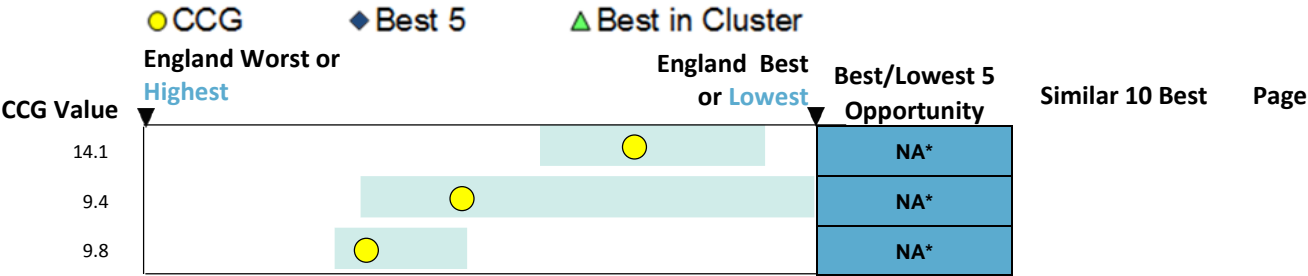 CCG Best 5 Best in Cluster
England Worst or
Highest
England Best
or Lowest
Best/Lowest 5
Opportunity
CCG Value
Similar 10 Best
Page
14.1 NA*
9.4 NA*
9.8 NA*